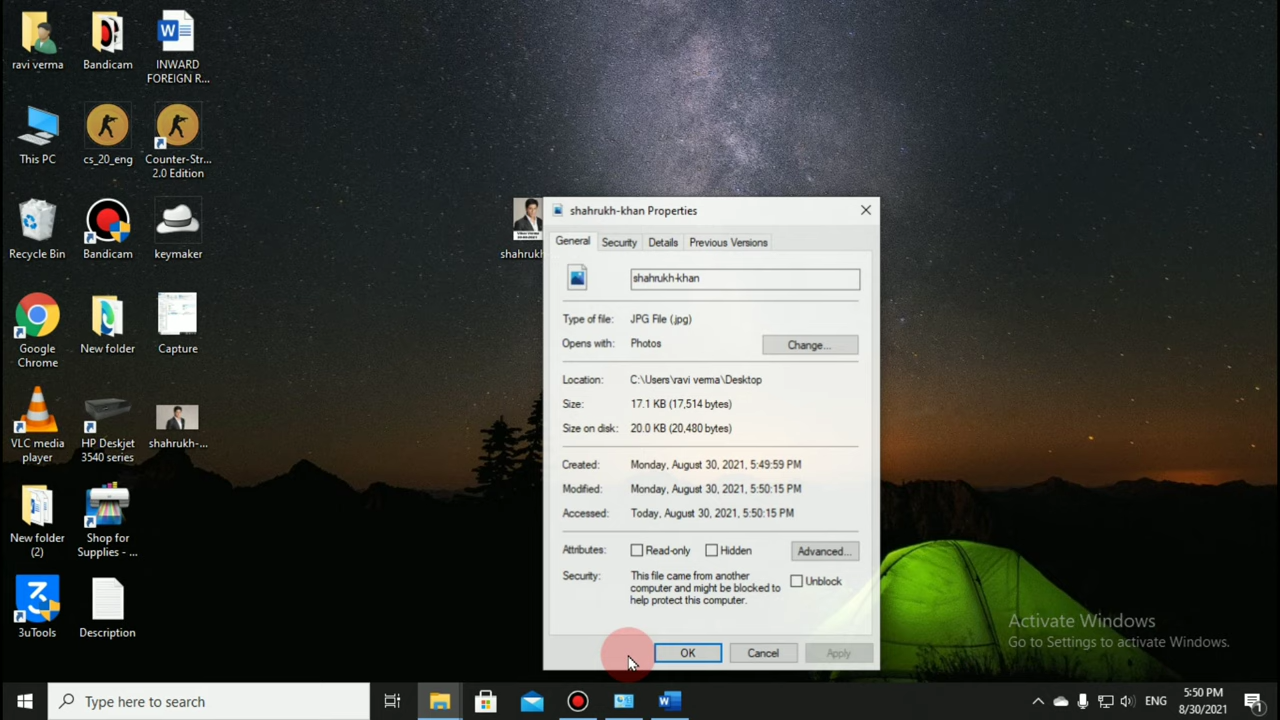 ravi verma
Bandicam
INWARD
FOREIGN R...
This PC
cs_20_eng
Counter-Str...
2.0 Edition
Recycle Bin
Bandicam
keymaker
Google
Chrome
New folder
Capture
VLC media
player
HP Deskjet
3540 series
shahrukh-...
New folder
(2)
Shop for
Supplies - ...
3uTools
Description
shahrukh
shahrukh-khan Properties
General
Security
Details
Previous Versions
shahrukh-khan
Type of file: JPG File (.jpg)
Opens with: Photos
Change...
Location: C:\Users\ravi verma\Desktop
Size: 17.1 KB (17,514 bytes)
Size on disk: 20.0 KB (20,480 bytes)
Created: Monday, August 30, 2021, 5:49:59 PM
Modified: Monday, August 30, 2021, 5:50:15 PM
Accessed: Today, August 30, 2021, 5:50:15 PM
Attributes: Read-only Hidden Advanced...
Security: This file came from another
computer and might be blocked to
help protect this computer.
Unblock
OK
Cancel
Apply
Activate Windows
Go to Settings to activate Windows.
Type here to search
ENG
5:50 PM
8/30/2021
1